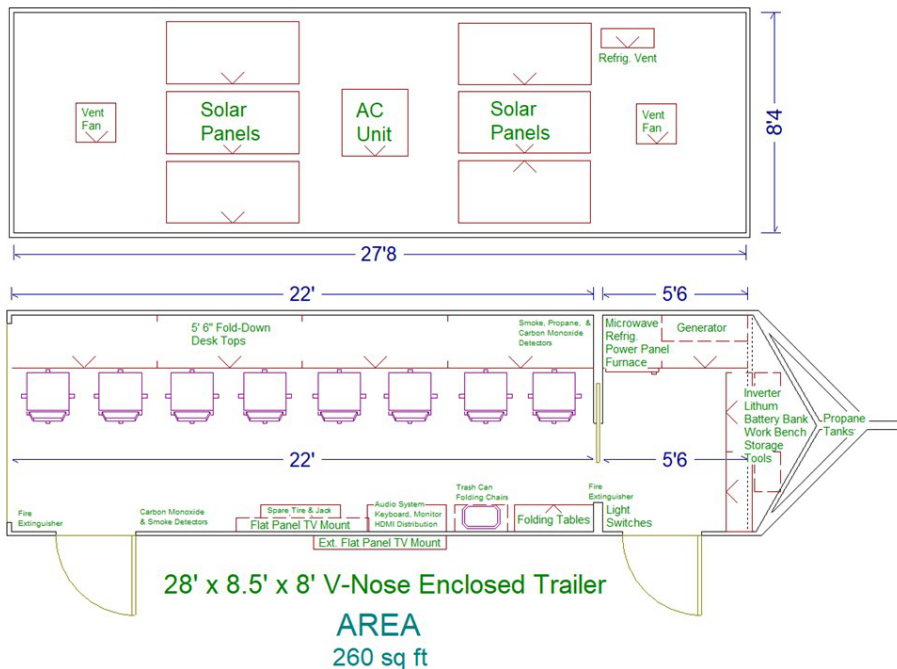 Refrig. Vent
Vent
Fan
Solar
Panels
AC
Unit
Solar
Panels
Vent
Fan
8'4
27'8
22'
5'6
5' 6" Fold-Down
Desk Tops
Smoke, Propane, &
Carbon Monoxide
Detectors
Microwave
Refrig.
Power Panel
Furnace
Generator
Inverter
Lithum
Battery Bank
Work Bench
Storage
Tools
Propane
Tanks
22'
5'6
Fire
Extinguisher
Carbon Monoxide
& Smoke Detectors
Spare Tire & Jack
Flat Panel TV Mount
Ext. Flat Panel TV Mount
Audio System
Keyboard, Monitor
HDMI Distribution
Trash Can
Folding Chairs
Folding Tables
Fire
Extinguisher
Light
Switches
28' x 8.5' x 8' V-Nose Enclosed Trailer
AREA
260 sq ft